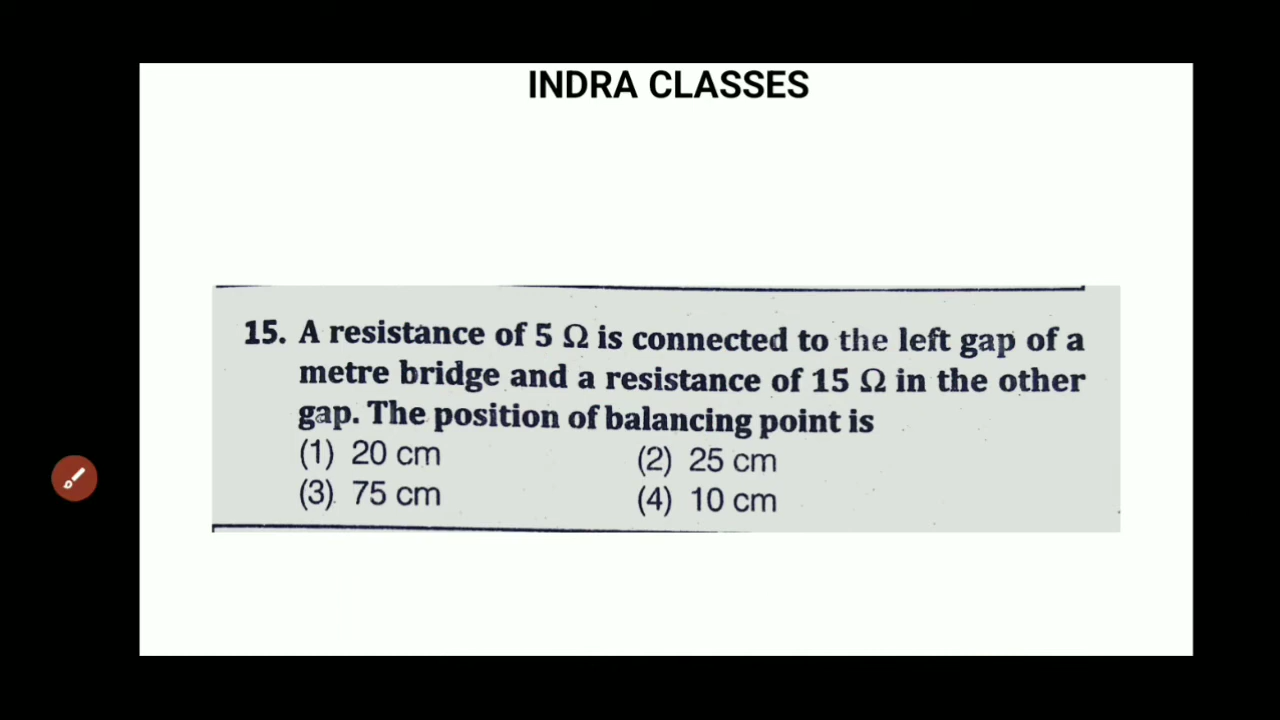 INDRA CLASSES
15. A resistance of 5 Ω is connected to the left gap of a
metre bridge and a resistance of 15 Ω in the other
gap. The position of balancing point is
(1) 20 cm (2) 25 cm
(3) 75 cm (4) 10 cm